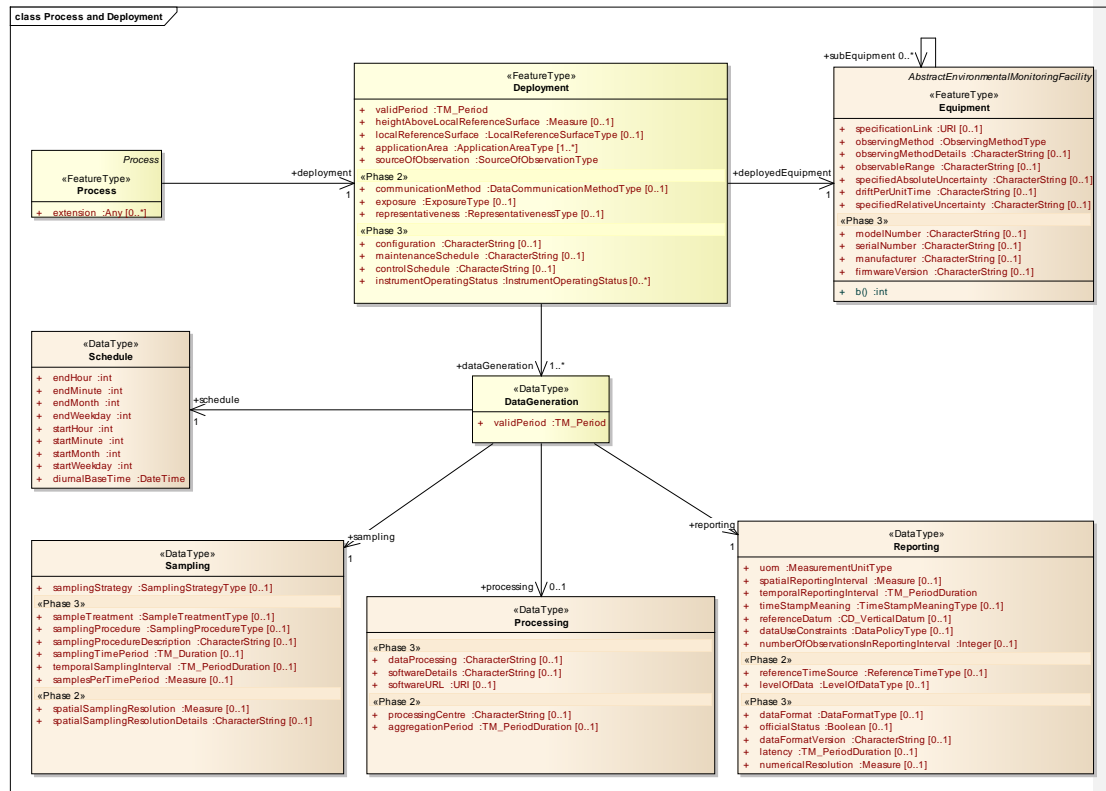 class Process and Deployment
+subEquipment 0..*
«FeatureType»
Deployment
+ validPeriod :TM_Period
+ heightAboveLocalReferenceSurface :Measure [0..1]
+ localReferenceSurface :LocalReferenceSurfaceType [0..1]
+ applicationArea :ApplicationAreaType [1..*]
+ sourceOfObservation :SourceOfObservationType
«Phase 2»
+ communicationMethod :DataCommunicationMethodType [0..1]
+ exposure :ExposureType [0..1]
+ representativeness :RepresentativenessType [0..1]
«Phase 3»
+ configuration :CharacterString [0..1]
+ maintenanceSchedule :CharacterString [0..1]
+ controlSchedule :CharacterString [0..1]
+ instrumentOperatingStatus :InstrumentOperatingStatus [0..*]
AbstractEnvironmentalMonitoringFacility
«FeatureType»
Equipment
+ specificationLink :URI [0..1]
+ observingMethod :ObservingMethodType
+ observingMethodDetails :CharacterString [0..1]
+ observableRange :CharacterString [0..1]
+ specifiedAbsoluteUncertainty :CharacterString [0..1]
+ driftPerUnitTime :CharacterString [0..1]
+ specifiedRelativeUncertainty :CharacterString [0..1]
«Phase 3»
+ modelNumber :CharacterString [0..1]
+ serialNumber :CharacterString [0..1]
+ manufacturer :CharacterString [0..1]
+ firmwareVersion :CharacterString [0..1]
+ b() :int
Process
«FeatureType»
Process
+ extension :Any [0..*]
+deployment
1
+deployedEquipment
1
«DataType»
Schedule
+ endHour :int
+ endMinute :int
+ endMonth :int
+ endWeekday :int
+ startHour :int
+ startMinute :int
+ startMonth :int
+ startWeekday :int
+ diurnalBaseTime :DateTime
+dataGeneration 1..*
«DataType»
DataGeneration
+ validPeriod :TM_Period
+schedule
1
+sampling
1
+processing 0..1
+reporting
1
«DataType»
Sampling
+ samplingStrategy :SamplingStrategyType [0..1]
«Phase 3»
+ sampleTreatment :SampleTreatmentType [0..1]
+ samplingProcedure :SamplingProcedureType [0..1]
+ samplingProcedureDescription :CharacterString [0..1]
+ samplingTimePeriod :TM_Duration [0..1]
+ temporalSamplingInterval :TM_PeriodDuration [0..1]
+ samplesPerTimePeriod :Measure [0..1]
«Phase 2»
+ spatialSamplingResolution :Measure [0..1]
+ spatialSamplingResolutionDetails :CharacterString [0..1]
«DataType»
Processing
«Phase 3»
+ dataProcessing :CharacterString [0..1]
+ softwareDetails :CharacterString [0..1]
+ softwareURL :URI [0..1]
«Phase 2»
+ processingCentre :CharacterString [0..1]
+ aggregationPeriod :TM_PeriodDuration [0..1]
«DataType»
Reporting
+ uom :MeasurementUnitType
+ spatialReportingInterval :Measure [0..1]
+ temporalReportingInterval :TM_PeriodDuration
+ timeStampMeaning :TimeStampMeaningType [0..1]
+ referenceDatum :CD_VerticalDatum [0..1]
+ dataUseConstraints :DataPolicyType [0..1]
+ numberOfObservationsInReportingInterval :Integer [0..1]
«Phase 2»
+ referenceTimeSource :ReferenceTimeType [0..1]
+ levelOfData :LevelOfDataType [0..1]
«Phase 3»
+ dataFormat :DataFormatType [0..1]
+ officialStatus :Boolean [0..1]
+ dataFormatVersion :CharacterString [0..1]
+ latency :TM_PeriodDuration [0..1]
+ numericalResolution :Measure [0..1]